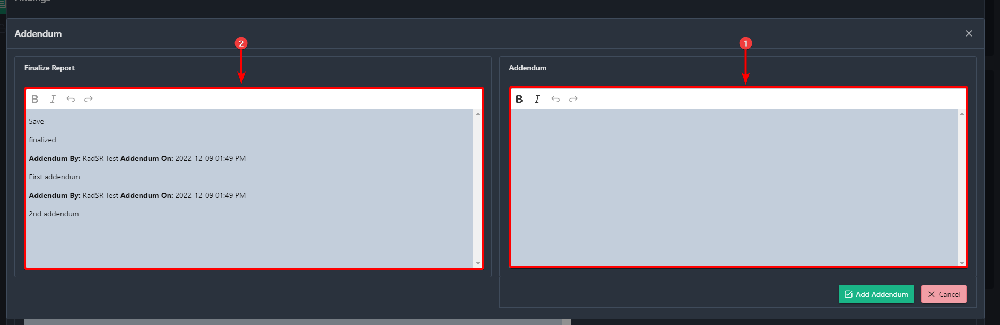 Findings
Addendum
2
1
Finalize Report
Addendum
B I
B I
Save
finalized
Addendum By: RadSR Test Addendum On: 2022-12-09 01:49 PM
First addendum
Addendum By: RadSR Test Addendum On: 2022-12-09 01:49 PM
2nd addendum
Add Addendum
Cancel